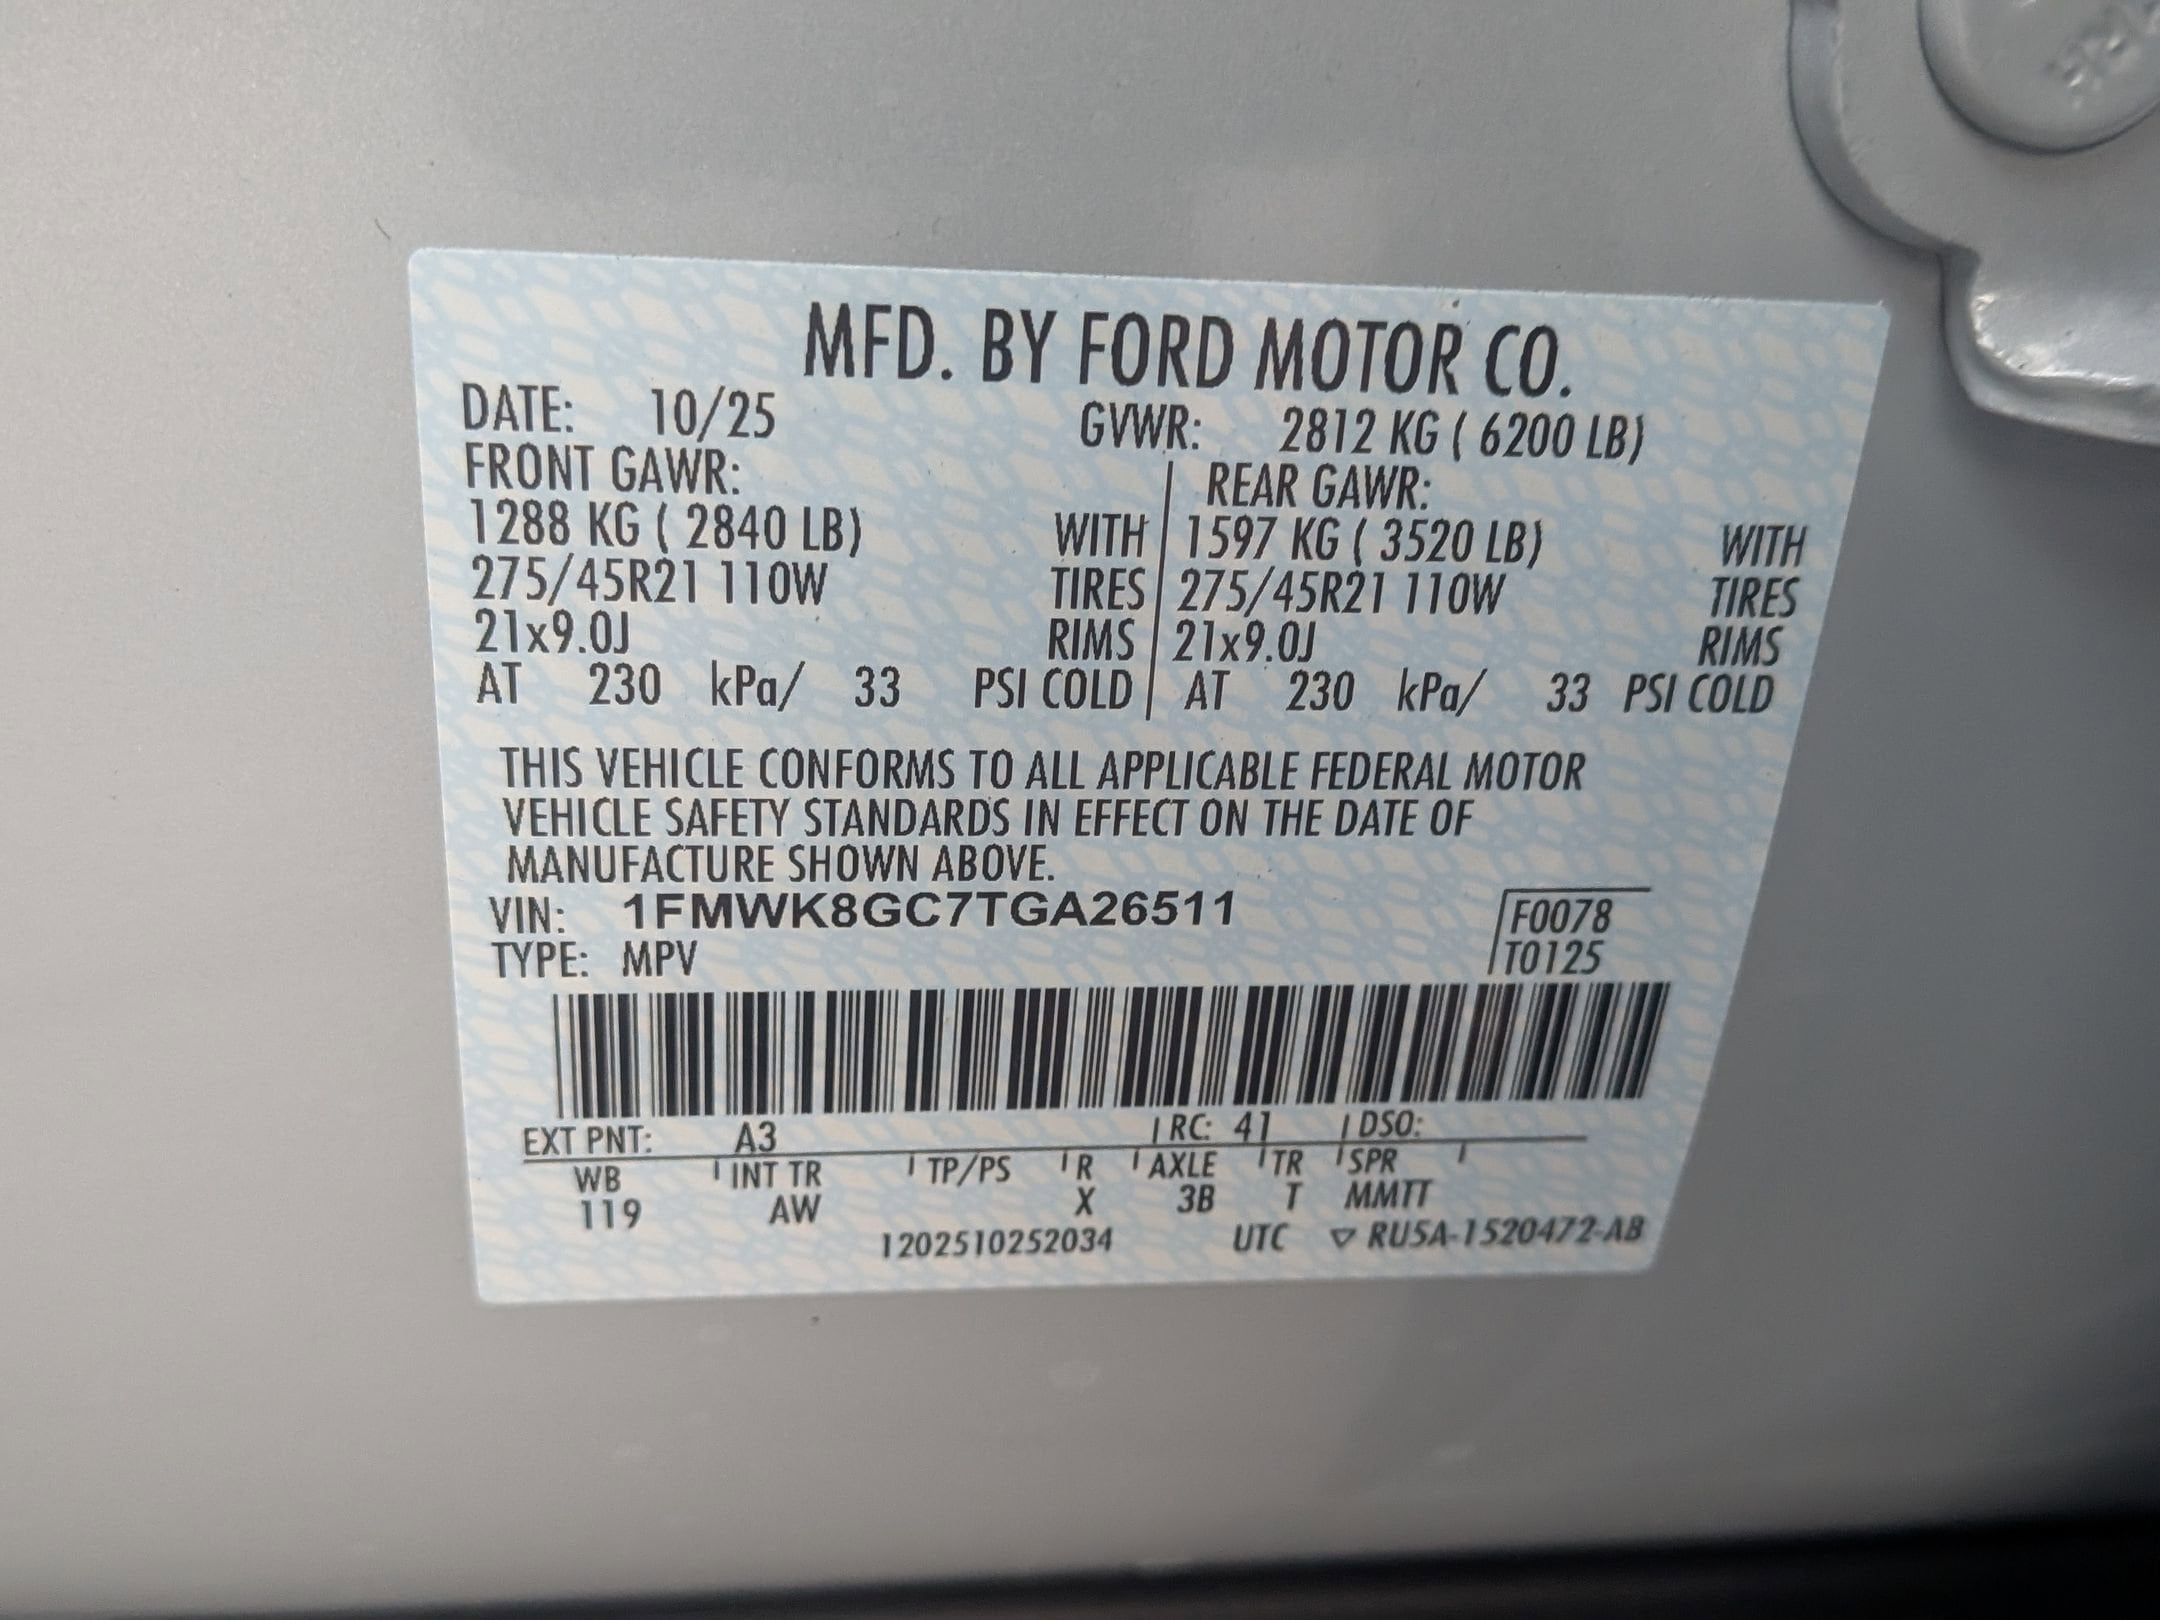 MFD. BY FORD MOTOR CO.
DATE: 10/25 GVWR: 2812 KG ( 6200 LB)
FRONT GAWR: REAR GAWR:
1288 KG ( 2840 LB) WITH 1597 KG ( 3520 LB) WITH
275/45R21 110W TIRES 275/45R21 110W TIRES
21x9.0J RIMS 21x9.0J RIMS
AT 230 kPa/ 33 PSI COLD AT 230 kPa/ 33 PSI COLD
THIS VEHICLE CONFORMS TO ALL APPLICABLE FEDERAL MOTOR
VEHICLE SAFETY STANDARDS IN EFFECT ON THE DATE OF
MANUFACTURE SHOWN ABOVE.
VIN: 1FMWK8GC7TGA26511 F0078
TYPE: MPV T0125
EXT PNT: A3 RC: 41 DSO:
WB INT TR TP/PS R AXLE TR SPR
119 AW X 3B T MMTT
1202510252034 UTC ▽ RU5A-1520472-AB